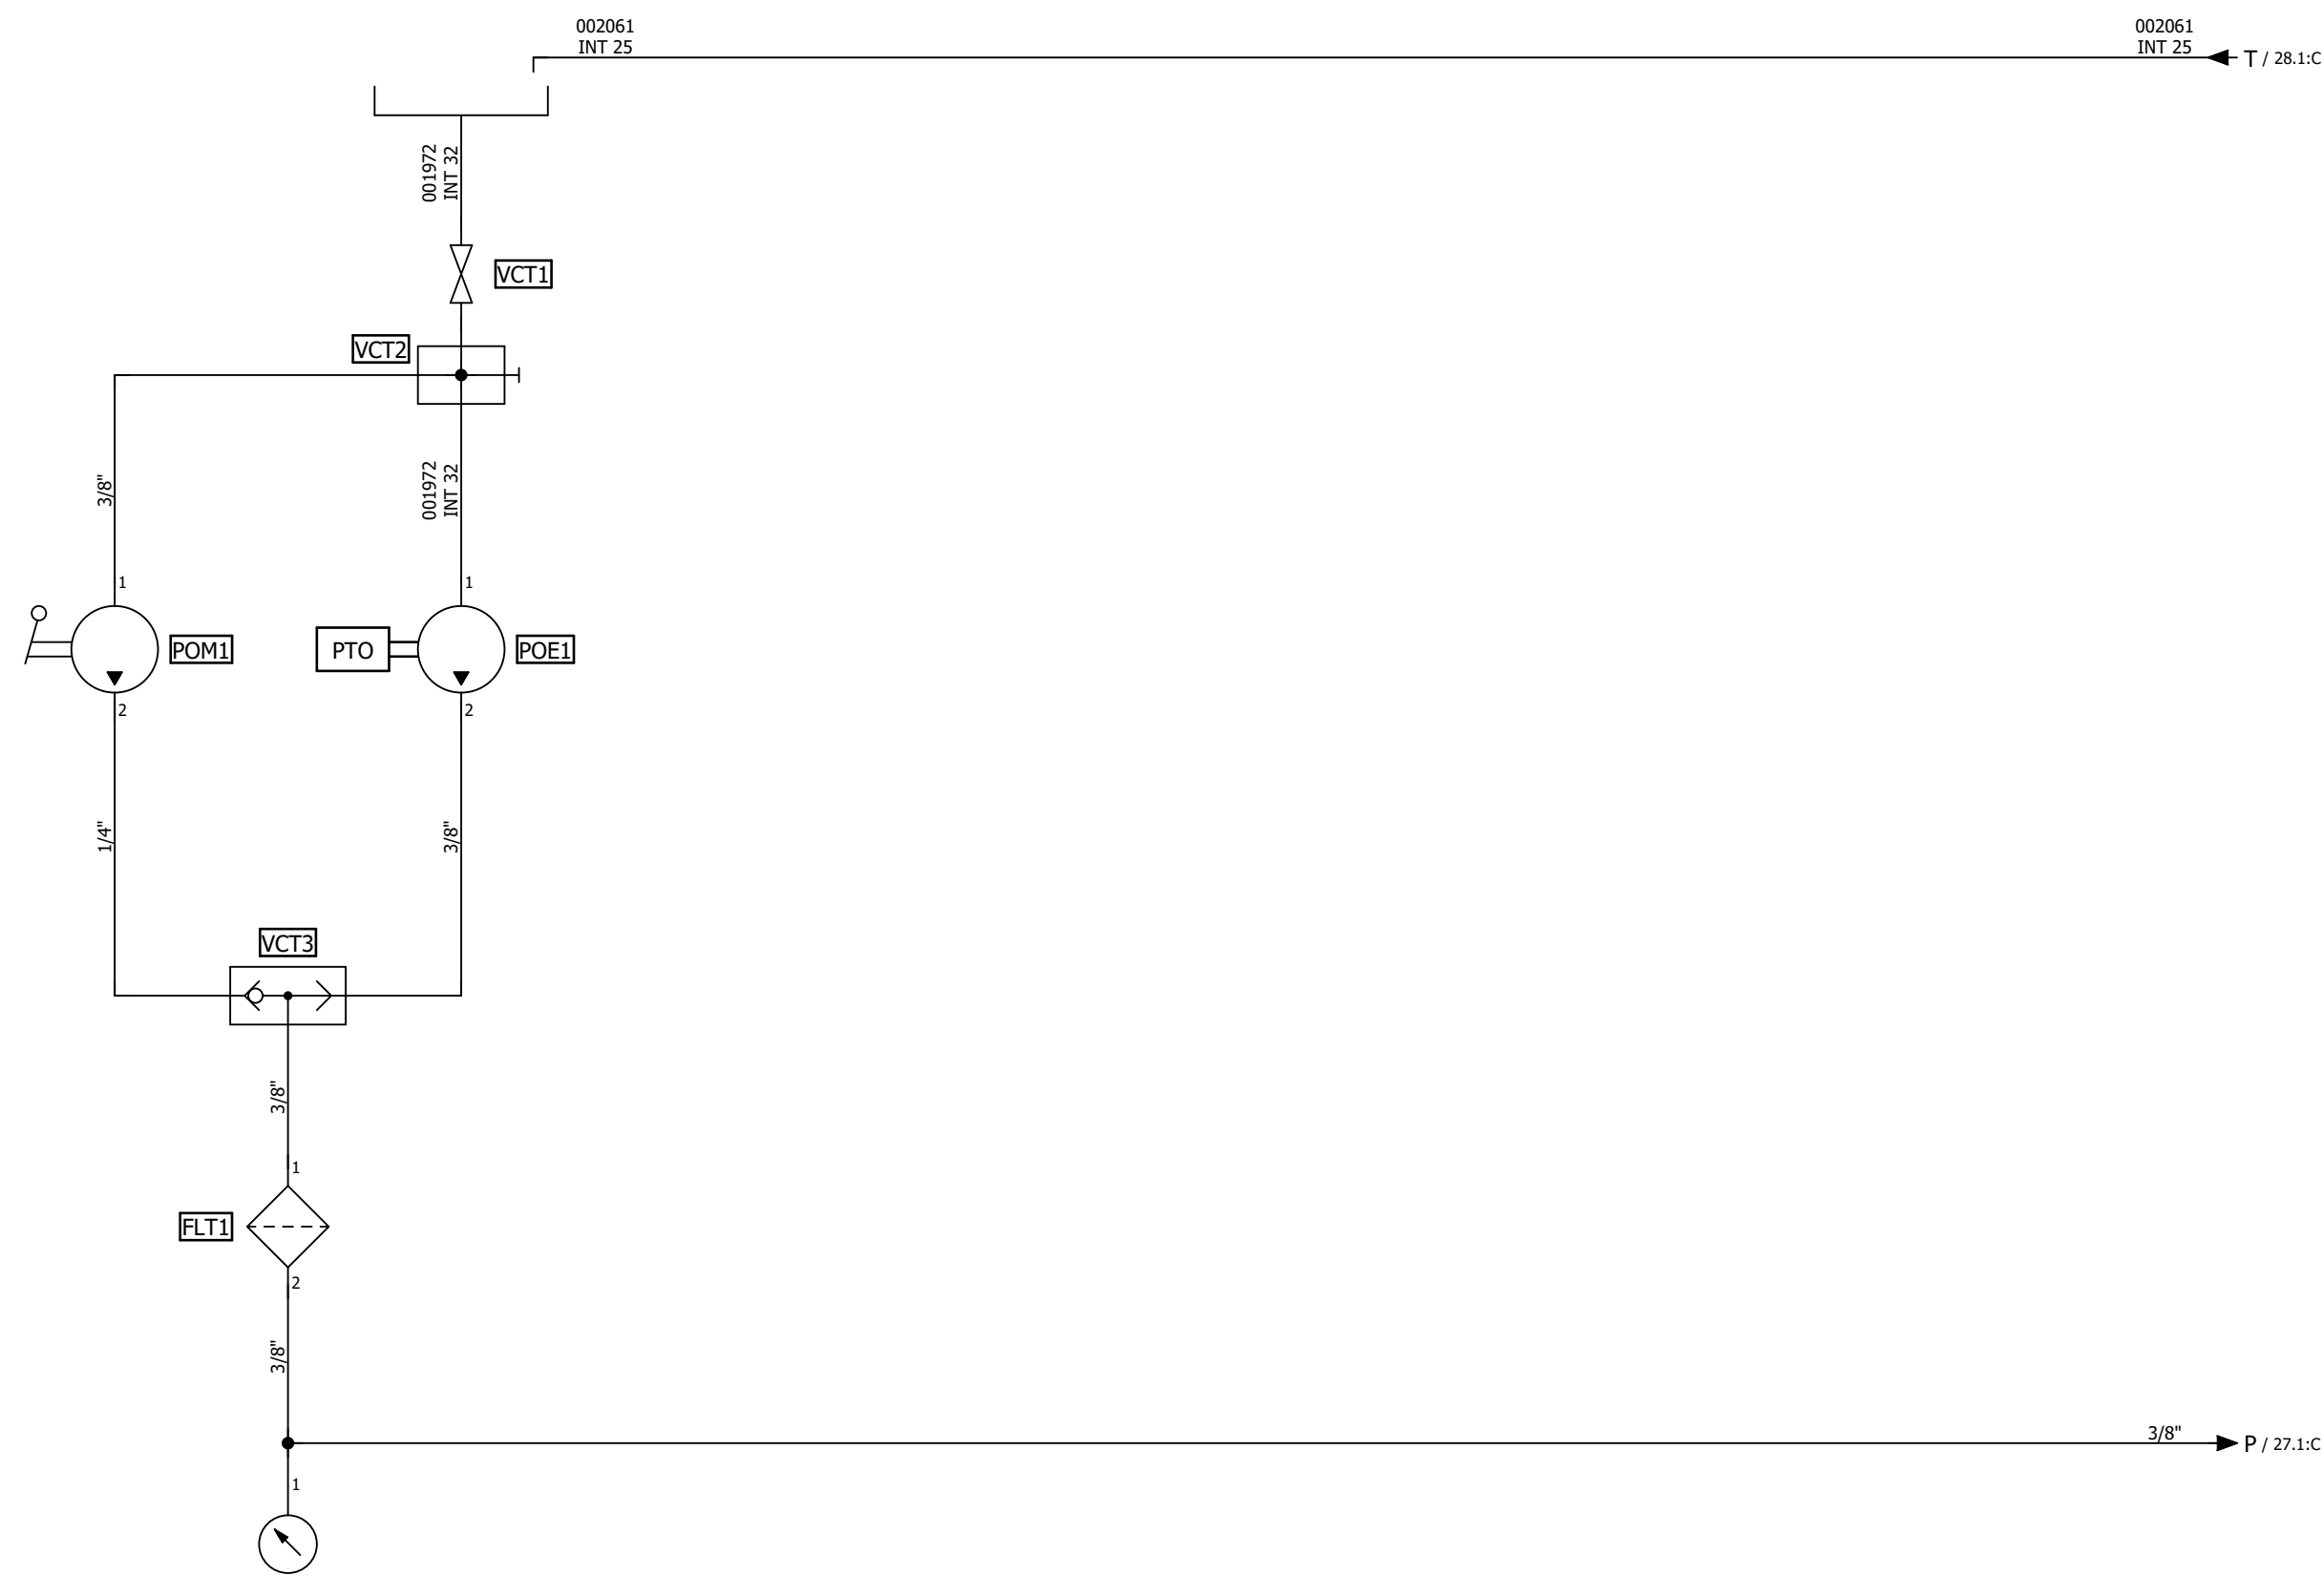 002061
INT 25
002061
INT 25
T / 28.1:C
001972
INT 32
VCT1
VCT2
3/8"
001972
INT 32
1
1
POM1
PTO
POE1
2
2
1/4"
3/8"
VCT3
3/8"
1
FLT1
2
3/8"
3/8"
P / 27.1:C
1